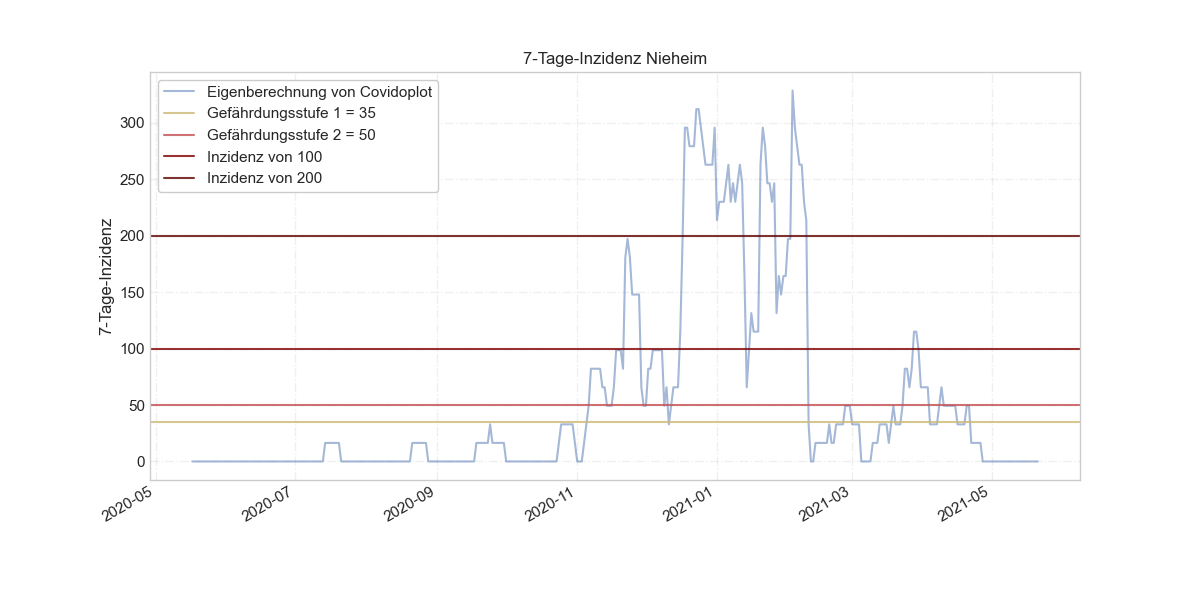 7-Tage-Inzidenz Nieheim
Eigenberechnung von Covidoplot
Gefährdungsstufe 1 = 35
Gefährdungsstufe 2 = 50
Inzidenz von 100
Inzidenz von 200
7-Tage-Inzidenz
300
250
200
150
100
50
0
2020-05
2020-07
2020-09
2020-11
2021-01
2021-03
2021-05